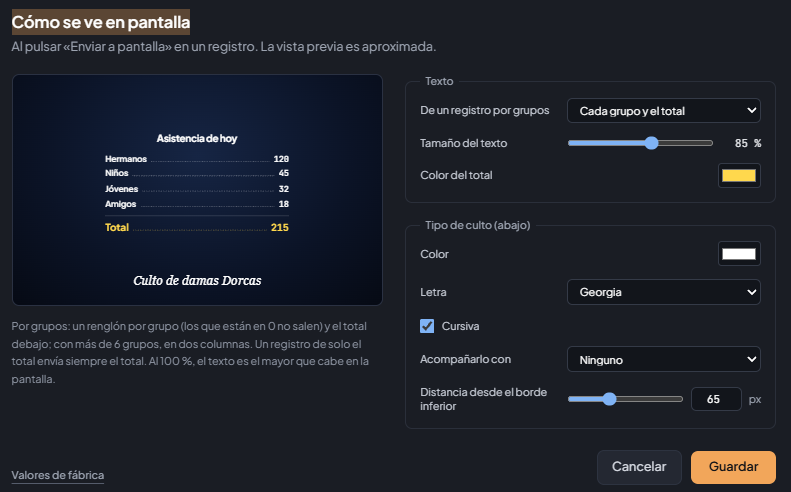 Cómo se ve en pantalla
Al pulsar «Enviar a pantalla» en un registro. La vista previa es aproximada.
Asistencia de hoy
Hermanos 120
Niños 45
Jóvenes 32
Amigos 18
Total 215
Culto de damas Dorcas
Por grupos: un renglón por grupo (los que están en 0 no salen) y el total
debajo; con más de 6 grupos, en dos columnas. Un registro de solo el
total envía siempre el total. Al 100 %, el texto es el mayor que cabe en la
pantalla.
Texto
De un registro por grupos Cada grupo y el total
Tamaño del texto 85 %
Color del total
Tipo de culto (abajo)
Color
Letra Georgia
Cursiva
Acompañarlo con Ninguno
Distancia desde el borde
inferior 65 px
Valores de fábrica
Cancelar Guardar